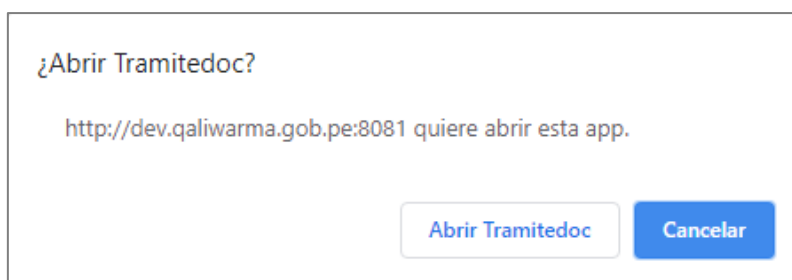 ¿Abrir Tramitedoc?
http://dev.qaliwarma.gob.pe:8081 quiere abrir esta app.
Abrir Tramitedoc
Cancelar